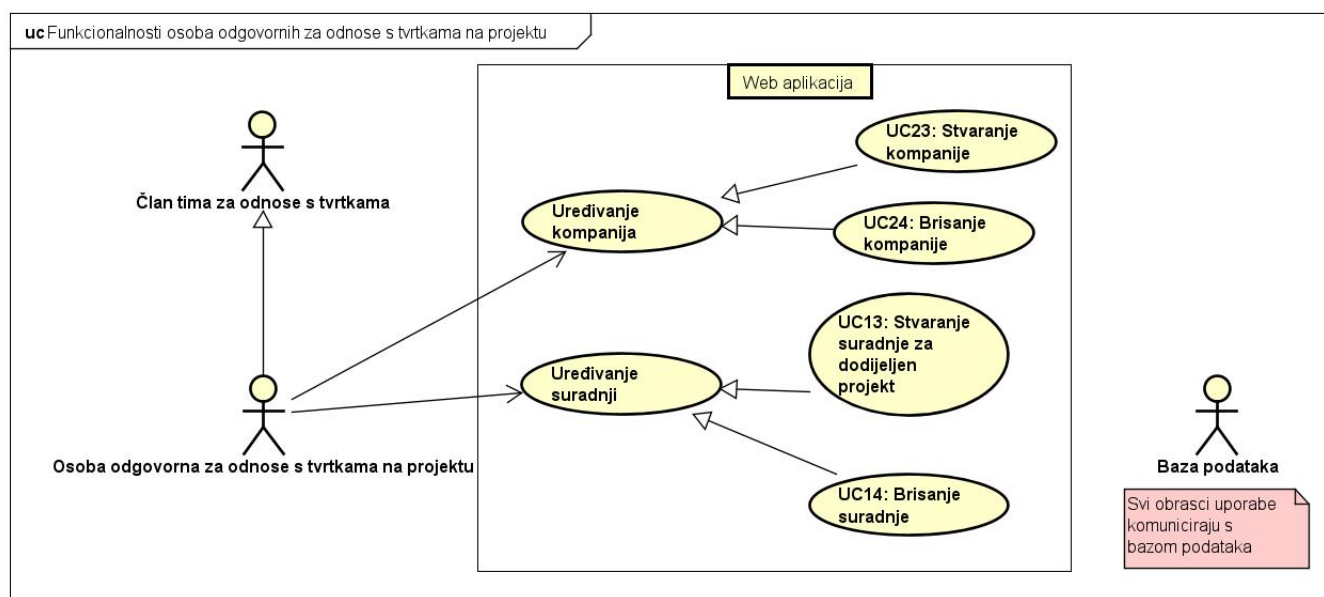 uc Funkcionalnosti osoba odgovornih za odnose s tvrtkama na projektu
Web aplikacija
Član tima za odnose s tvrtkama
Osoba odgovorna za odnose s tvrtkama na projektu
Uređivanje
kompanija
Uređivanje
suradnji
UC23: Stvaranje
kompanije
UC24: Brisanje
kompanije
UC13: Stvaranje
suradnje za
dodijeljen
projekt
UC14: Brisanje
suradnje
Baza podataka
Svi obrasci uporabe
komuniciraju s
bazom podataka